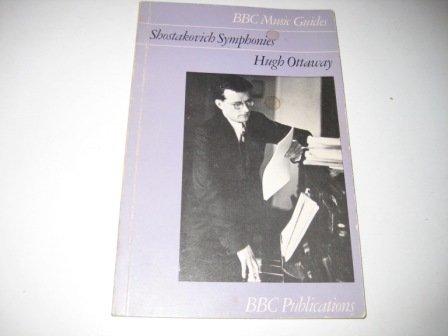 BBC Music Guides
Shostakovich Symphonies
Hugh Ottaway
BBC Publications